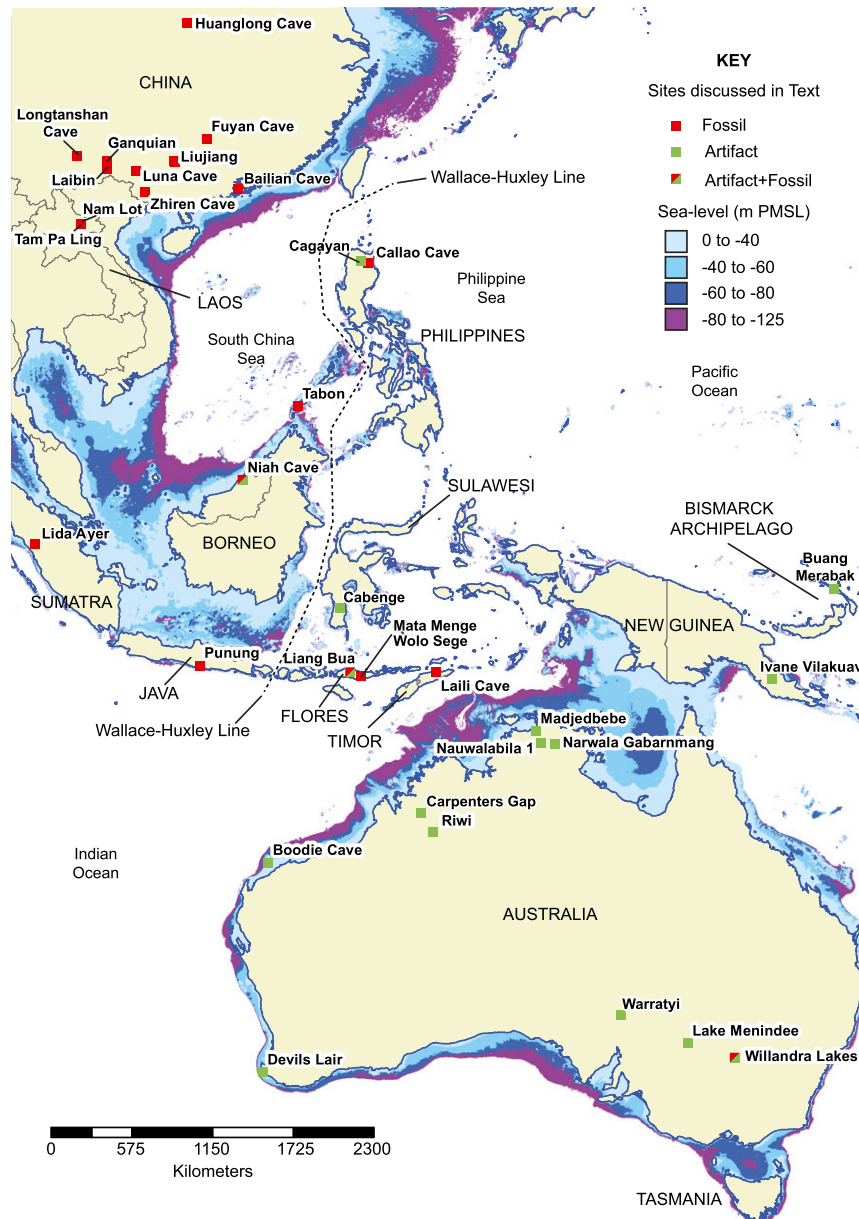 Huanglong Cave
KEY
CHINA
Sites discussed in Text
Longtanshan
Cave
Ganquian
Fuyan Cave
Fossil
Liujiang
Artifact
Laibin
Luna Cave
Bailian Cave
Wallace-Huxley Line
Artifact+Fossil
Zhiren Cave
Nam Lot
Sea-level (m PMSL)
Tam Pa Ling
0 to -40
Cagayan
Callao Cave
-40 to -60
Philippine
Sea
-60 to -80
LAOS
-80 to -125
South China
Sea
PHILIPPINES
Pacific
Ocean
Tabon
Niah Cave
SULAWESI
BISMARCK
ARCHIPELAGO
Lida Ayer
BORNEO
Buang
Merabak
SUMATRA
Cabenge
Mata Menge
Wolo Sege
NEW GUINEA
Punung
Liang Bua
Ivane Vilakuav
JAVA
Laili Cave
FLORES
Wallace-Huxley Line
TIMOR
Madjedbebe
Nauwalabila 1
Narwala Gabarnmang
Carpenters Gap
Riwi
Indian
Ocean
Boodie Cave
AUSTRALIA
Warratyi
Lake Menindee
Willandra Lakes
Devils Lair
0 575 1150 1725 2300
Kilometers
TASMANIA